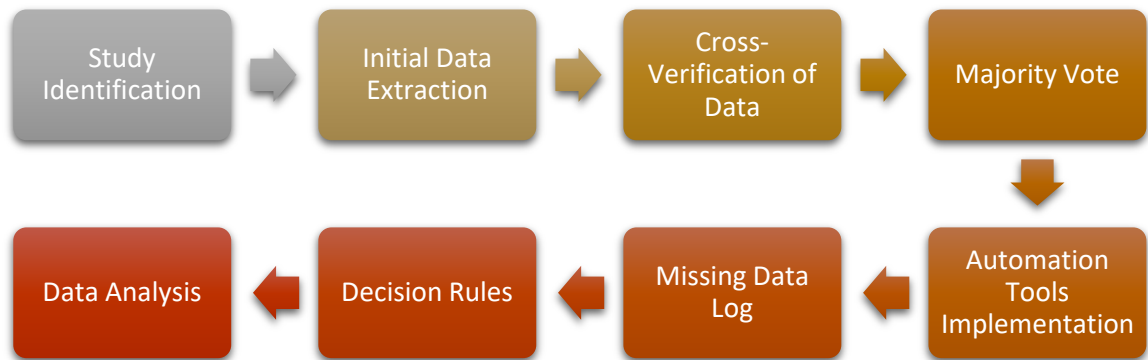 Study
Identification
Initial Data
Extraction
Cross-
Verification of
Data
Majority Vote
Automation
Tools
Implementation
Missing Data
Log
Decision Rules
Data Analysis